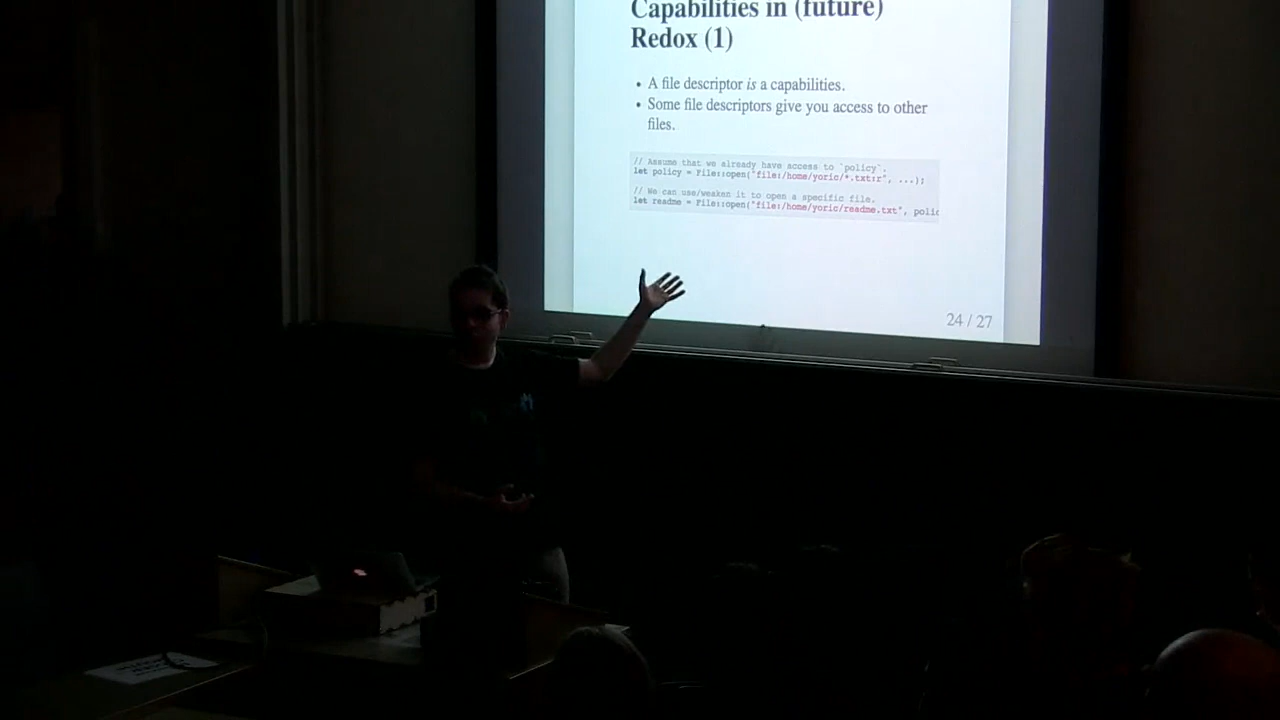 Capabilities in (future)
Redox (1)
• A file descriptor is a capabilities.
• Some file descriptors give you access to other
files.
// Assume that we already have access to `policy`.
let policy = File::open("file:/home/yoric/*.txt:r", ...);
// We can use/weaken it to open a specific file.
let readme = File::open("file:/home/yoric/readme.txt", polic
24 / 27